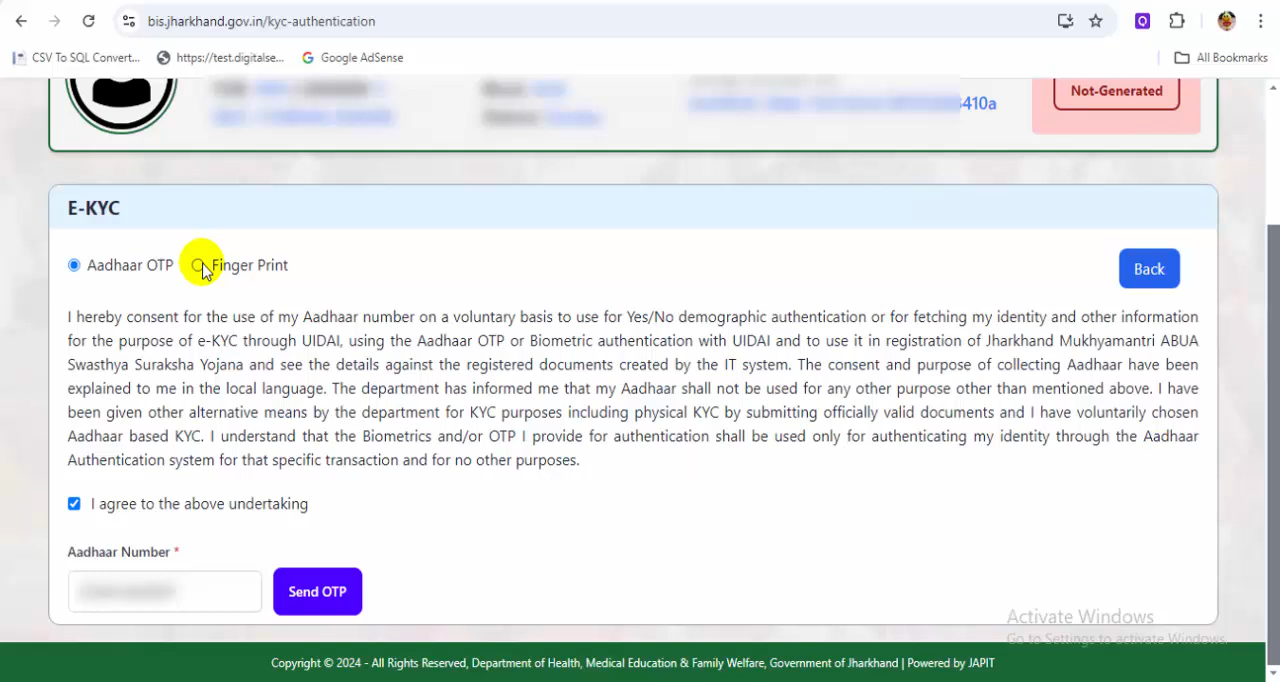 bis.jharkhand.gov.in/kyc-authentication
CSV To SQL Convert... https://test.digitalse... Google AdSense All Bookmarks
410a
Not-Generated
E-KYC
Aadhaar OTP Finger Print
Back
I hereby consent for the use of my Aadhaar number on a voluntary basis to use for Yes/No demographic authentication or for fetching my identity and other information
for the purpose of e-KYC through UIDAI, using the Aadhaar OTP or Biometric authentication with UIDAI and to use it in registration of Jharkhand Mukhyamantri ABUA
Swasthya Suraksha Yojana and see the details against the registered documents created by the IT system. The consent and purpose of collecting Aadhaar have been
explained to me in the local language. The department has informed me that my Aadhaar shall not be used for any other purpose other than mentioned above. I have
been given other alternative means by the department for KYC purposes including physical KYC by submitting officially valid documents and I have voluntarily chosen
Aadhaar based KYC. I understand that the Biometrics and/or OTP I provide for authentication shall be used only for authenticating my identity through the Aadhaar
Authentication system for that specific transaction and for no other purposes.
I agree to the above undertaking
Aadhaar Number *
Send OTP
Activate Windows
Go to Settings to activate Windows.
Copyright © 2024 - All Rights Reserved, Department of Health, Medical Education & Family Welfare, Government of Jharkhand | Powered by JAPIT